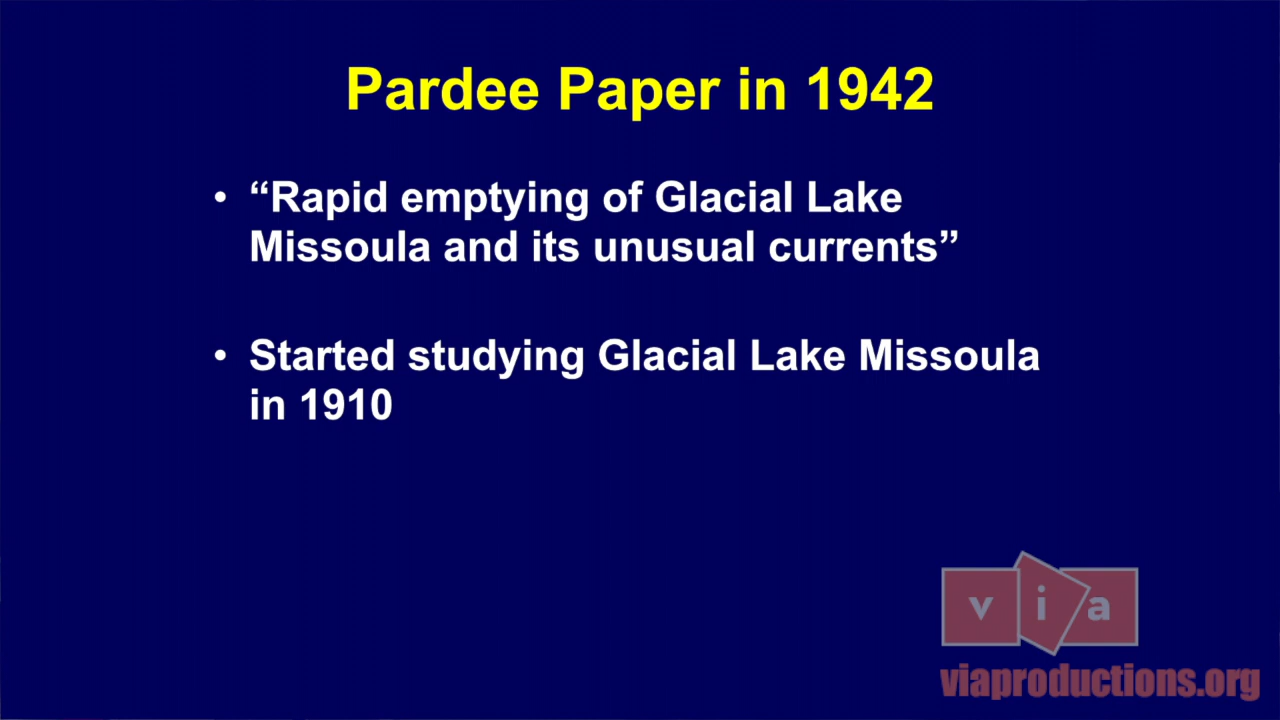 Pardee Paper in 1942
• “Rapid emptying of Glacial Lake
Missoula and its unusual currents”
• Started studying Glacial Lake Missoula
in 1910
via
viaproductions.org